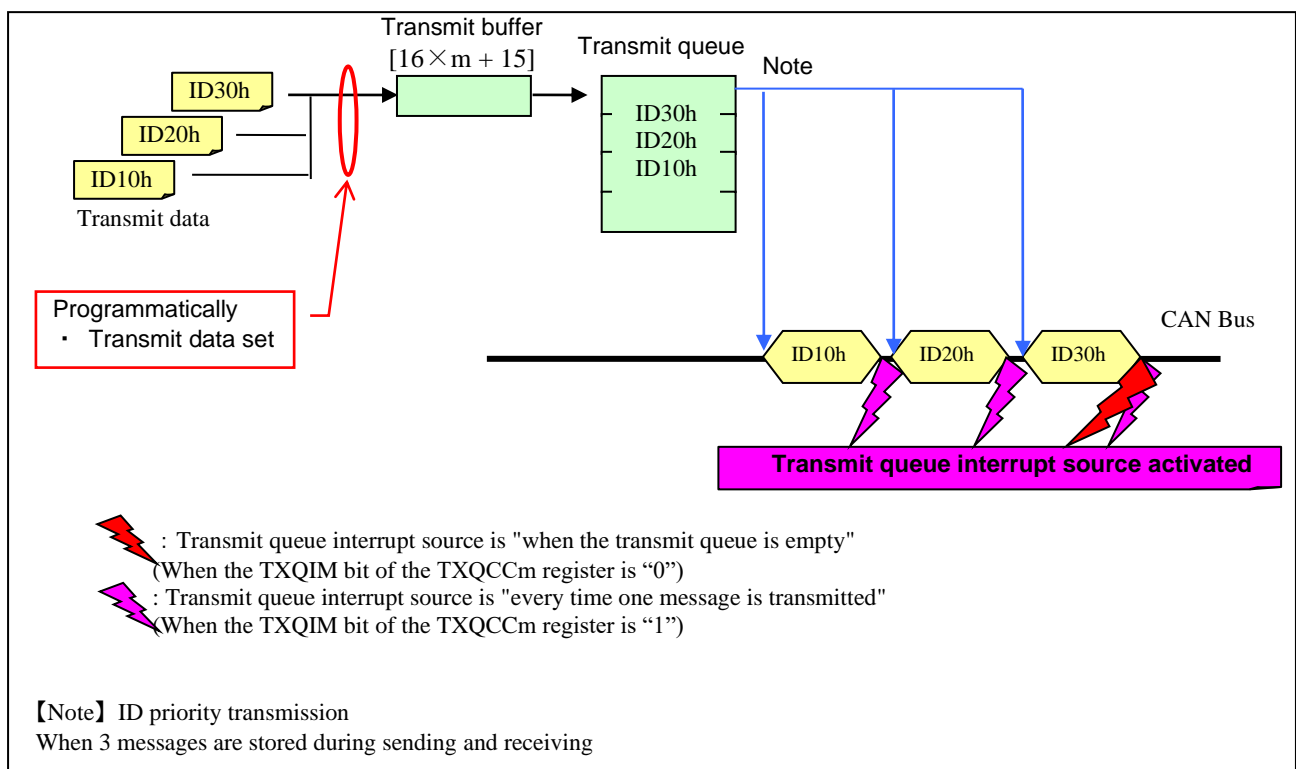 Transmit buffer
[16×m + 15]
Transmit queue
Note
ID30h
ID20h
ID10h
Transmit data
ID30h
ID20h
ID10h
Programmatically
・ Transmit data set
CAN Bus
ID10h
ID20h
ID30h
Transmit queue interrupt source activated
: Transmit queue interrupt source is "when the transmit queue is empty"
(When the TXQIM bit of the TXQCCm register is “0”)
: Transmit queue interrupt source is "every time one message is transmitted"
(When the TXQIM bit of the TXQCCm register is “1”)
【Note】ID priority transmission
When 3 messages are stored during sending and receiving